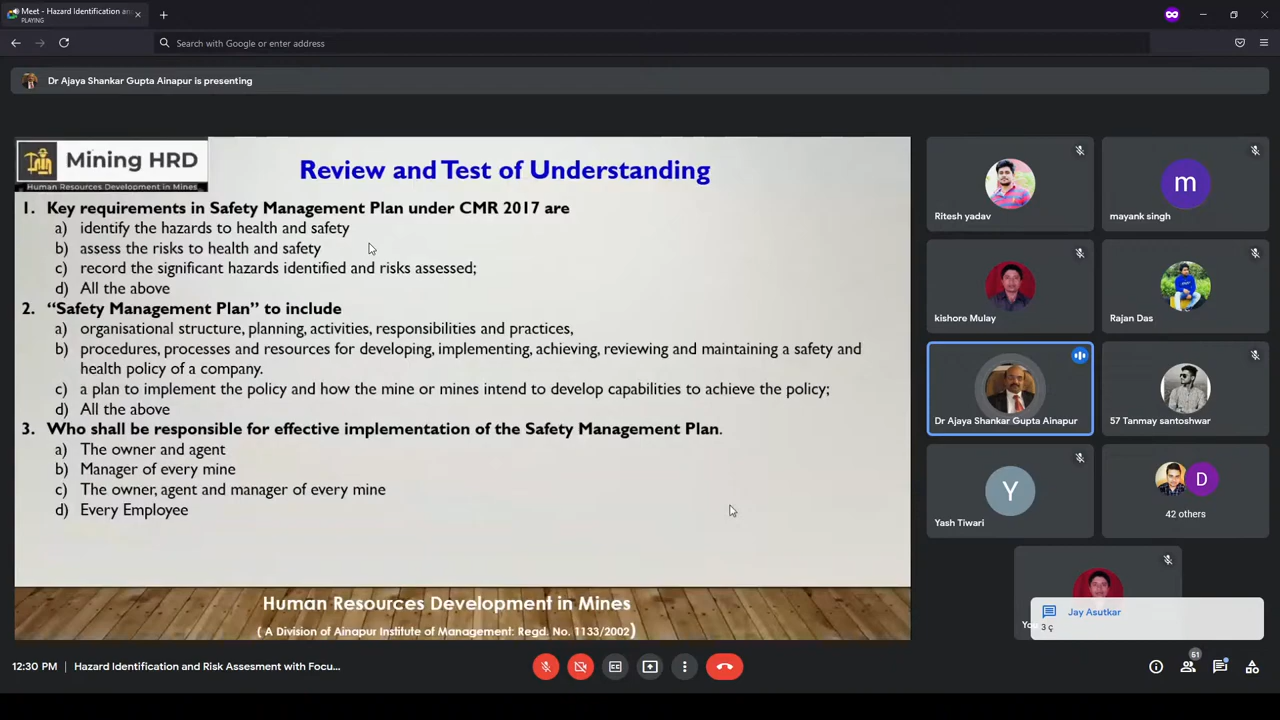 Meet - Hazard Identification an
PLAYING
Search with Google or enter address
Dr Ajaya Shankar Gupta Ainapur is presenting
Mining HRD
Human Resources Development in Mines
Review and Test of Understanding
1. Key requirements in Safety Management Plan under CMR 2017 are
a) identify the hazards to health and safety
b) assess the risks to health and safety
c) record the significant hazards identified and risks assessed;
d) All the above
2. “Safety Management Plan” to include
a) organisational structure, planning, activities, responsibilities and practices,
b) procedures, processes and resources for developing, implementing, achieving, reviewing and maintaining a safety and
health policy of a company.
c) a plan to implement the policy and how the mine or mines intend to develop capabilities to achieve the policy;
d) All the above
3. Who shall be responsible for effective implementation of the Safety Management Plan.
a) The owner and agent
b) Manager of every mine
c) The owner, agent and manager of every mine
d) Every Employee
Human Resources Development in Mines
( A Division of Ainapur Institute of Management: Regd. No. 1133/2002)
Ritesh yadav
m
mayank singh
kishore Mulay
Rajan Das
Dr Ajaya Shankar Gupta Ainapur
57 Tanmay santoshwar
Y
Yash Tiwari
D
42 others
Jay Asutkar
3 ç
12:30 PM | Hazard Identification and Risk Assesment with Focu...
61